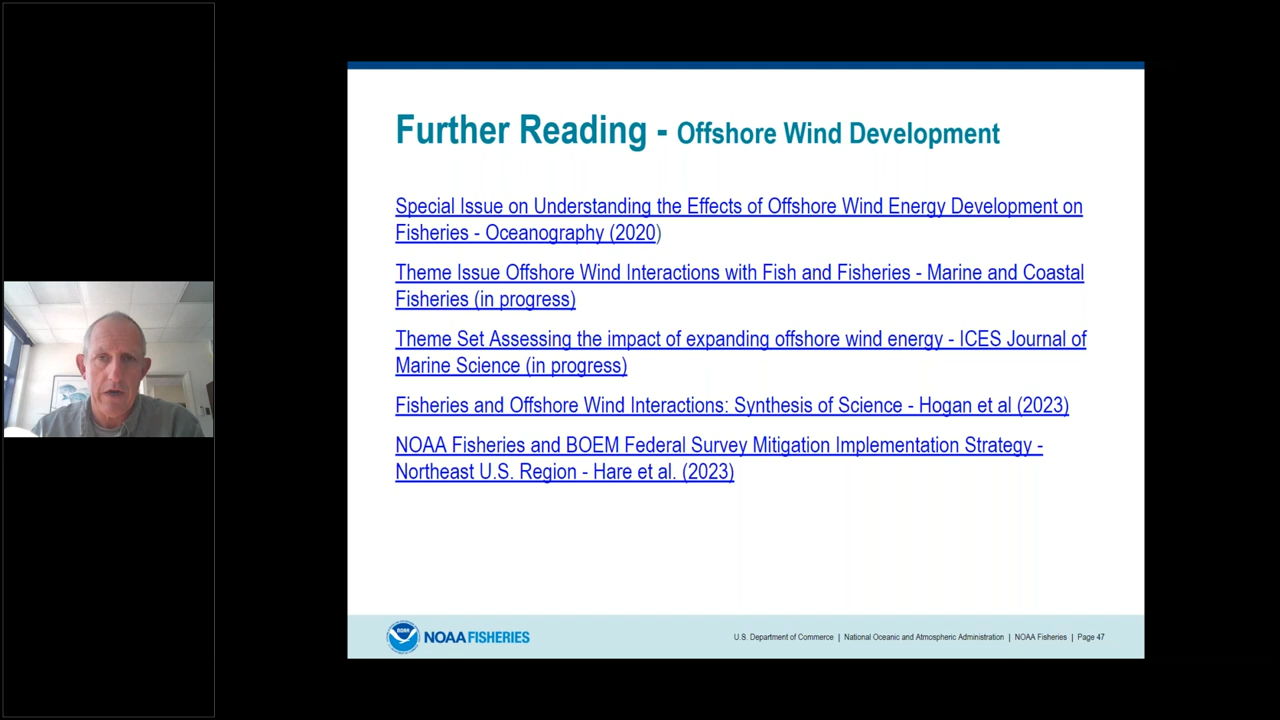 Further Reading - Offshore Wind Development
Special Issue on Understanding the Effects of Offshore Wind Energy Development on
Fisheries - Oceanography (2020)
Theme Issue Offshore Wind Interactions with Fish and Fisheries - Marine and Coastal
Fisheries (in progress)
Theme Set Assessing the impact of expanding offshore wind energy - ICES Journal of
Marine Science (in progress)
Fisheries and Offshore Wind Interactions: Synthesis of Science - Hogan et al (2023)
NOAA Fisheries and BOEM Federal Survey Mitigation Implementation Strategy -
Northeast U.S. Region - Hare et al. (2023)
NOAA
NOAA FISHERIES
U.S. Department of Commerce | National Oceanic and Atmospheric Administration | NOAA Fisheries | Page 47